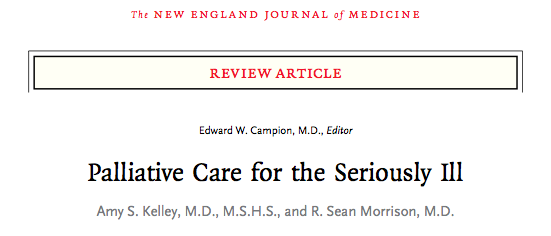 The NEW ENGLAND JOURNAL of MEDICINE
REVIEW ARTICLE
Edward W. Campion, M.D., Editor
Palliative Care for the Seriously Ill
Amy S. Kelley, M.D., M.S.H.S., and R. Sean Morrison, M.D.